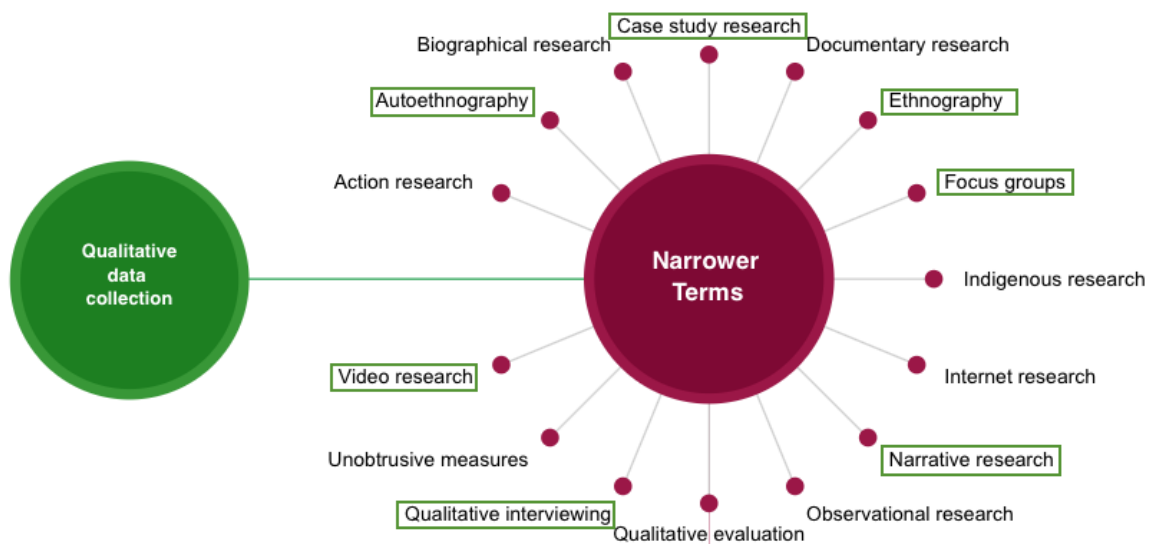 Case study research
Biographical research
Documentary research
Autoethnography
Ethnography
Action research
Focus groups
Qualitative
data
collection
Narrower
Terms
Indigenous research
Video research
Internet research
Unobtrusive measures
Narrative research
Qualitative interviewing
Observational research
Qualitative evaluation